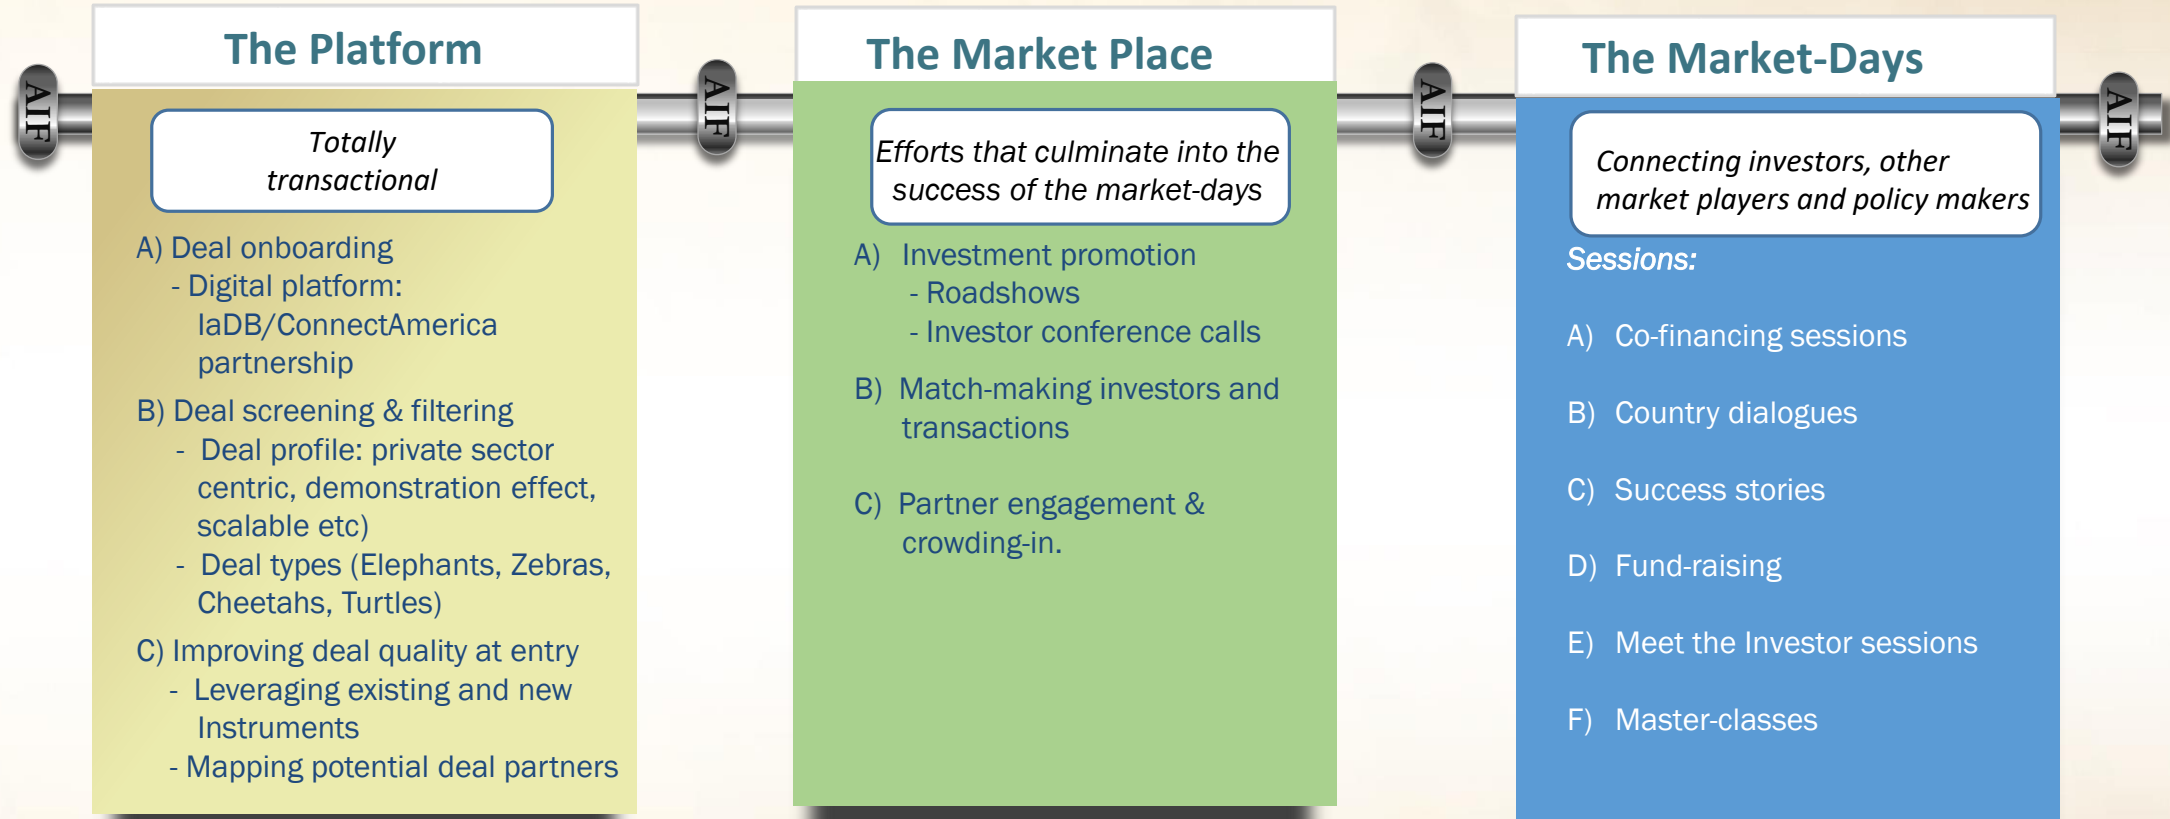 The Platform
Totally
transactional
A) Deal onboarding
- Digital platform:
IaDB/ConnectAmerica
partnership
B) Deal screening & filtering
- Deal profile: private sector
centric, demonstration effect,
scalable etc)
- Deal types (Elephants, Zebras,
Cheetahs, Turtles)
C) Improving deal quality at entry
- Leveraging existing and new
Instruments
- Mapping potential deal partners
The Market Place
Efforts that culminate into the
success of the market-days
A) Investment promotion
- Roadshows
- Investor conference calls
B) Match-making investors and
transactions
C) Partner engagement &
crowding-in.
The Market-Days
Connecting investors, other
market players and policy makers
Sessions:
A) Co-financing sessions
B) Country dialogues
C) Success stories
D) Fund-raising
E) Meet the Investor sessions
F) Master-classes
AIF
AIF
AIF
AIF